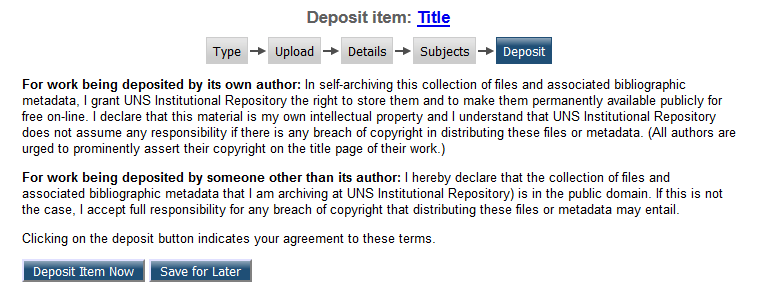 Deposit item: Title
Type Upload Details Subjects Deposit
For work being deposited by its own author: In self-archiving this collection of files and associated bibliographic
metadata, I grant UNS Institutional Repository the right to store them and to make them permanently available publicly for
free on-line. I declare that this material is my own intellectual property and I understand that UNS Institutional Repository
does not assume any responsibility if there is any breach of copyright in distributing these files or metadata. (All authors are
urged to prominently assert their copyright on the title page of their work.)
For work being deposited by someone other than its author: I hereby declare that the collection of files and
associated bibliographic metadata that I am archiving at UNS Institutional Repository) is in the public domain. If this is not
the case, I accept full responsibility for any breach of copyright that distributing these files or metadata may entail.
Clicking on the deposit button indicates your agreement to these terms.
Deposit Item Now Save for Later